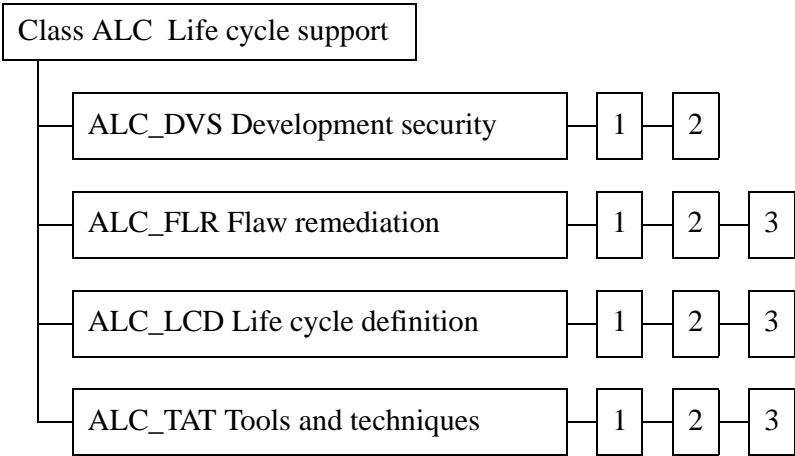 Class ALC Life cycle support
ALC_DVS Development security 1 2
ALC_FLR Flaw remediation 1 2 3
ALC_LCD Life cycle definition 1 2 3
ALC_TAT Tools and techniques 1 2 3